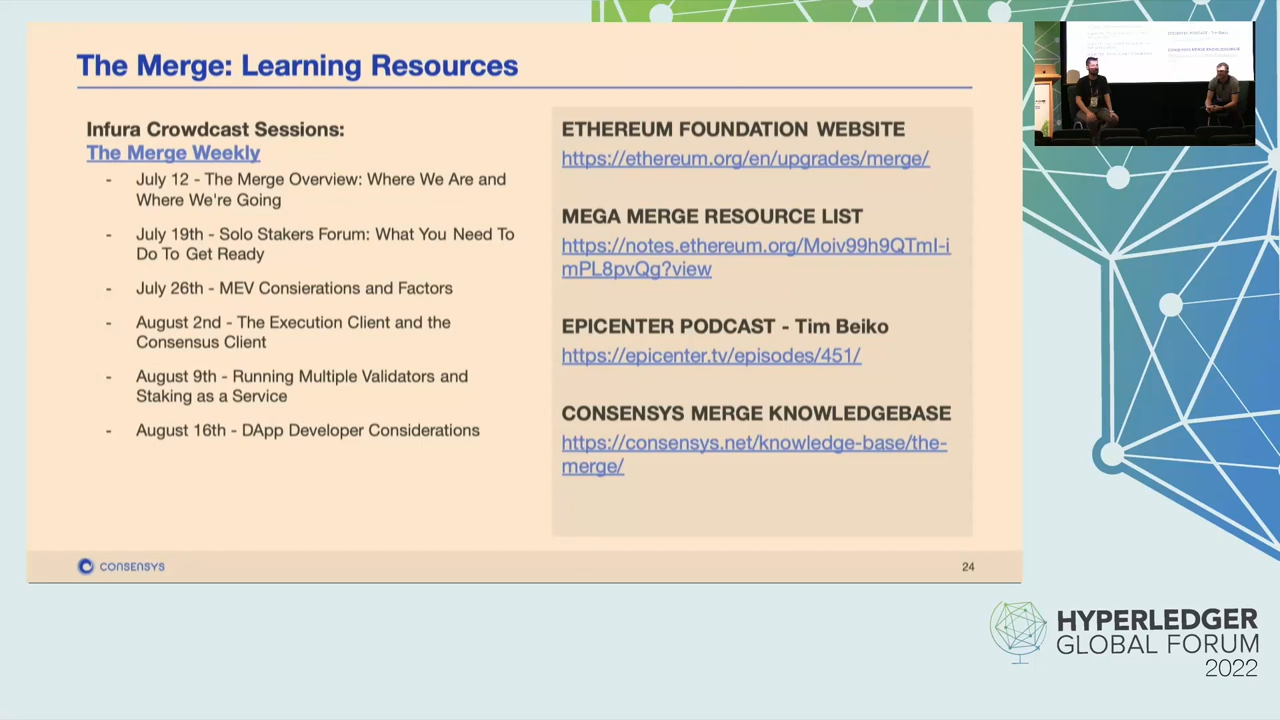 The Merge: Learning Resources
Infura Crowdcast Sessions:
The Merge Weekly
- July 12 - The Merge Overview: Where We Are and
Where We're Going
- July 19th - Solo Stakers Forum: What You Need To
Do To Get Ready
- July 26th - MEV Consierations and Factors
- August 2nd - The Execution Client and the
Consensus Client
- August 9th - Running Multiple Validators and
Staking as a Service
- August 16th - DApp Developer Considerations
ETHEREUM FOUNDATION WEBSITE
https://ethereum.org/en/upgrades/merge/
MEGA MERGE RESOURCE LIST
https://notes.ethereum.org/Moiv99h9QTmI-i
mPL8pvQg?view
EPICENTER PODCAST - Tim Beiko
https://epicenter.tv/episodes/451/
CONSENSYS MERGE KNOWLEDGEBASE
https://consensys.net/knowledge-base/the-
merge/
CONSENSYS
24
HYPERLEDGER
GLOBAL FORUM
2022